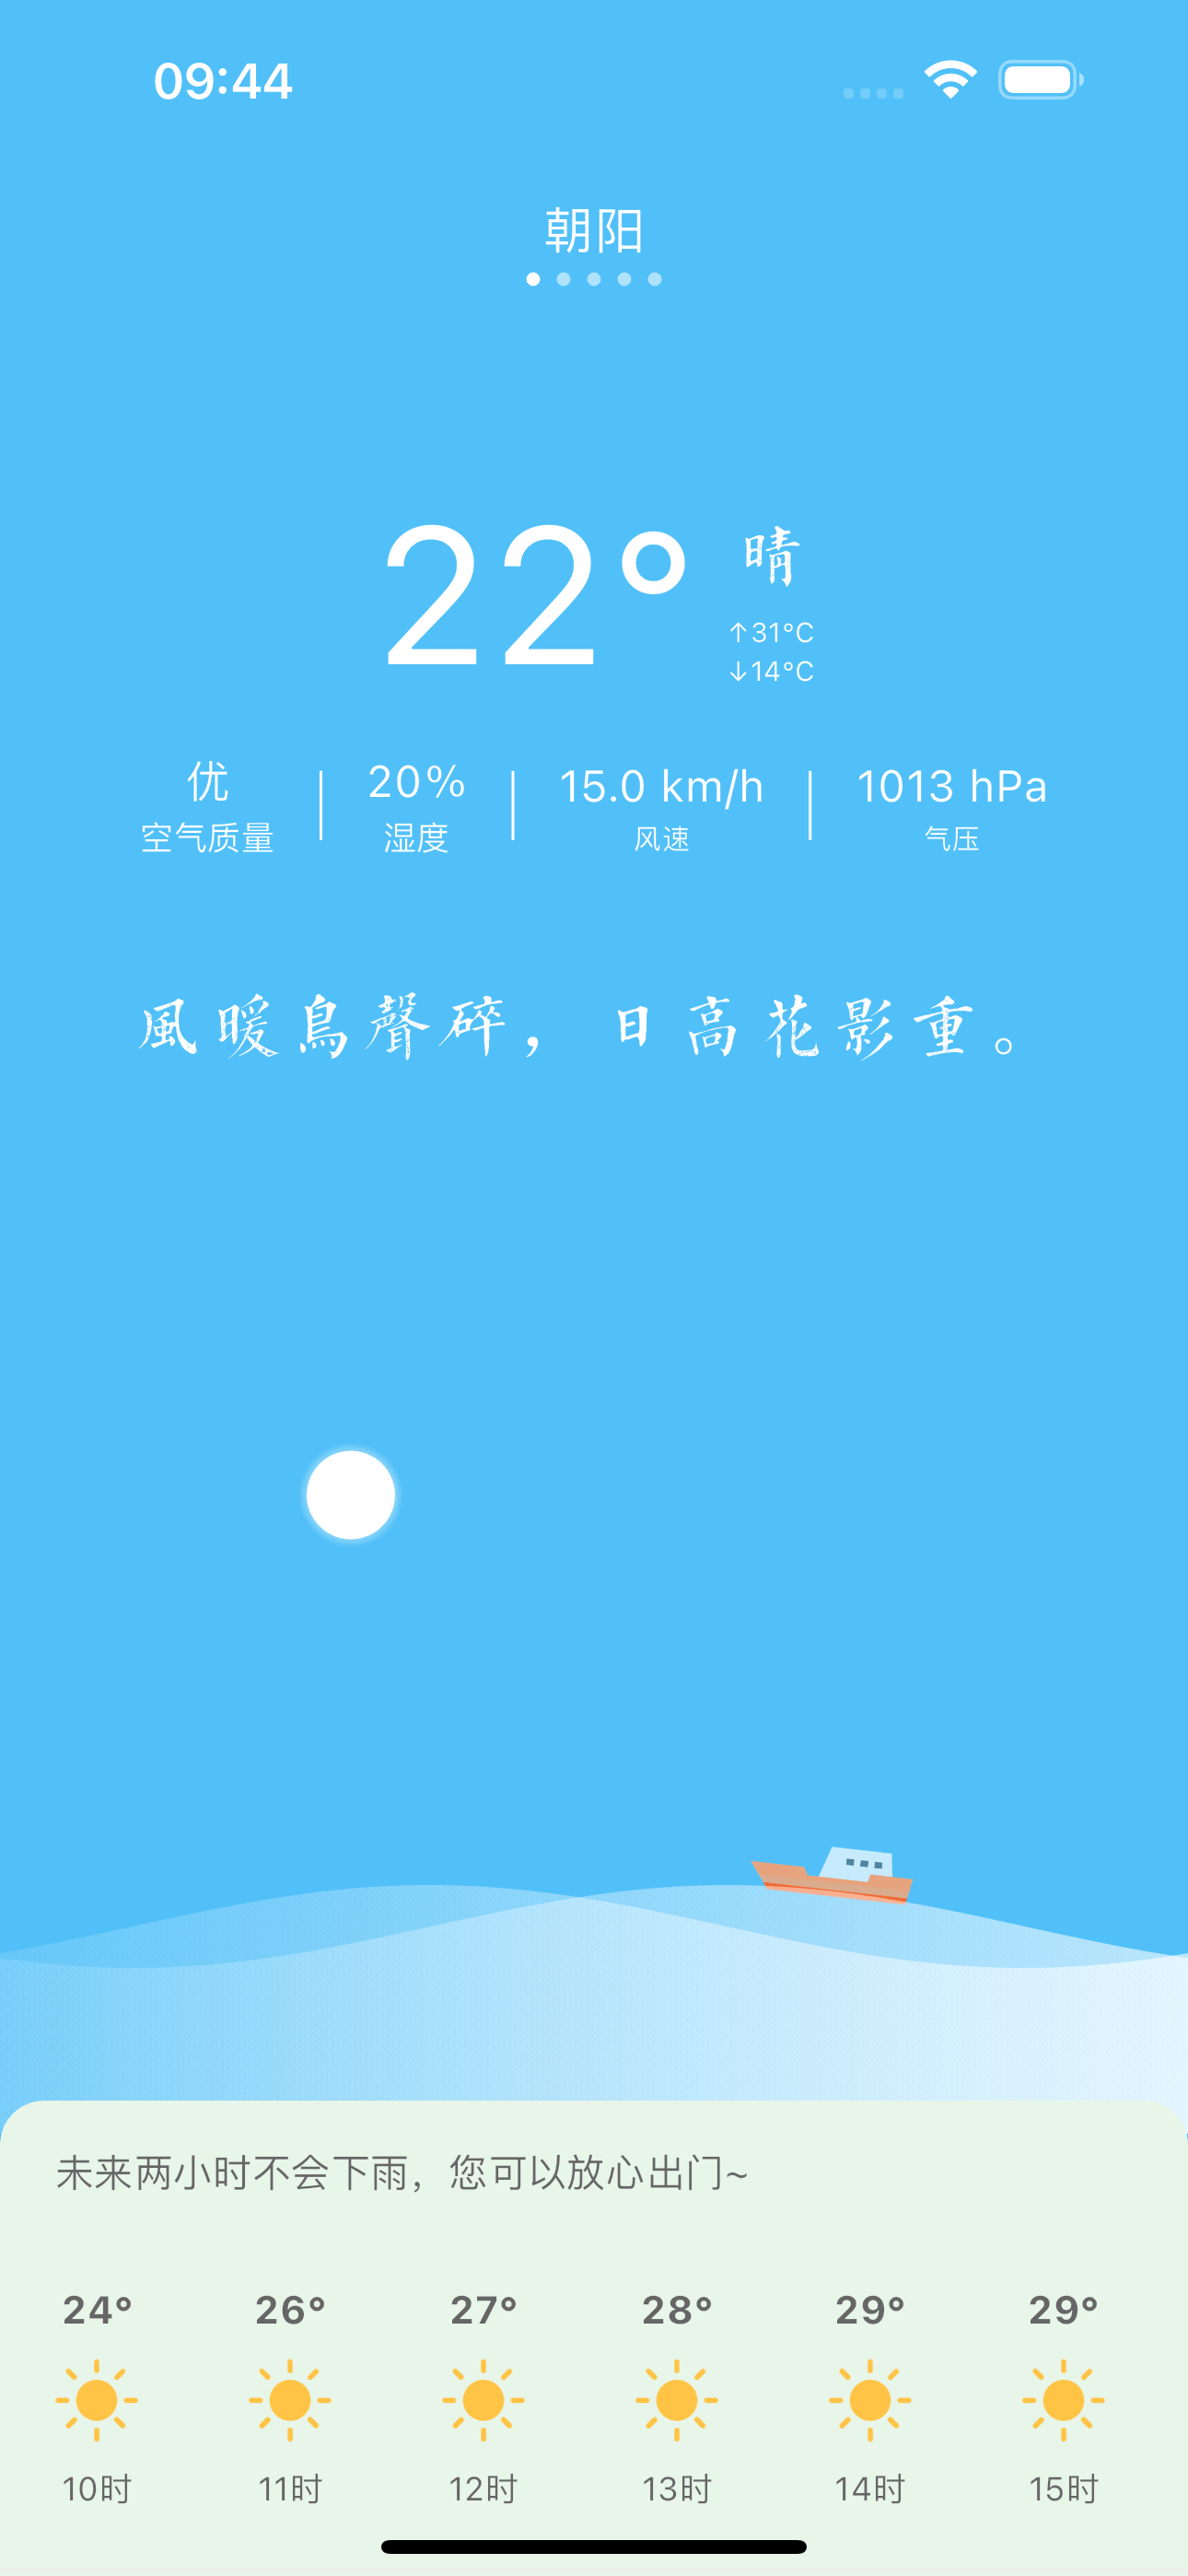 09:44
朝阳
22° 晴
↑31°C
↓14°C
优 20% 15.0 km/h 1013 hPa
空气质量 湿度 风速 气压
風暖鳥聲碎，日高花影重。
未来两小时不会下雨，您可以放心出门~
24° 26° 27° 28° 29° 29°
10时 11时 12时 13时 14时 15时